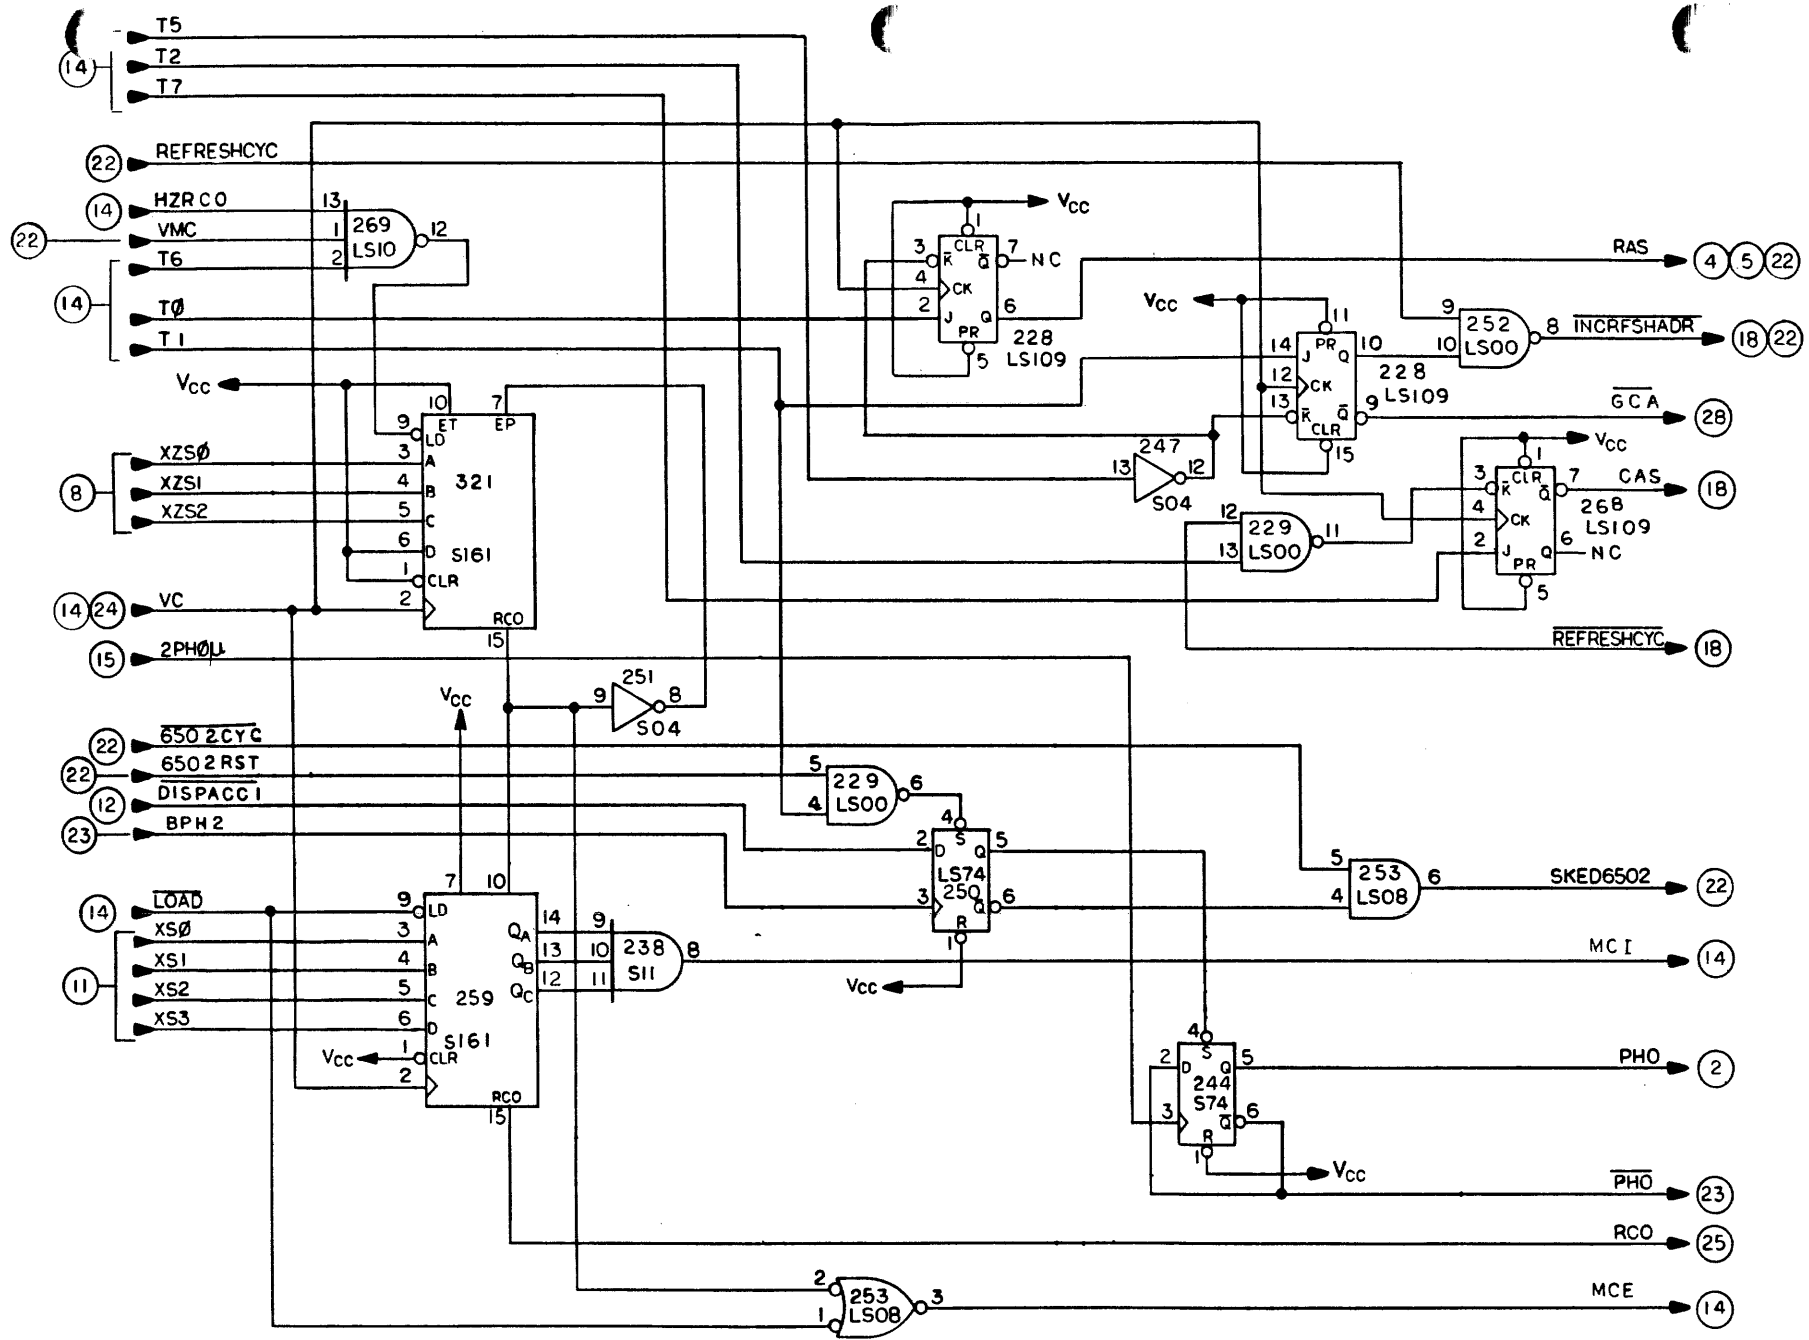 T5
14 T2
T7
22 REFRESHCYC
14 HZRCO 13
22 VMC 1 269 LS10 12
T6 2
14 TØ
T1
VCC
1 VCC
3 K̅ CLR Q̅ 7 NC
4 CK
2 J PR Q 6
5
228
LS109
RAS 4 5 22
VCC
11
14 J PR Q 10
12 CK
13 K̅ CLR Q̅ 9
15
228
LS109
9 252 8 I̅N̅C̅R̅F̅S̅H̅A̅D̅R̅ 18 22
10 LS00
G̅C̅A̅ 28
10 7
9 ET EP
LD
8 XZSØ 3 A
XZS1 4 B 321
XZS2 5 C
6 D S161
1 CLR
14 24 VC 2
RCO
15
247
13 12
S04
VCC
1
3 K̅ CLR Q̅ 7 CAS 18
4 CK
2 J Q 6 NC
PR
5
268
LS109
12 229 11
13 LS00
R̅E̅F̅R̅E̅S̅H̅C̅Y̅C̅ 18
15 2PHØμ
251
9 8
S04
VCC
22 6̅5̅0̅2̅C̅Y̅C̅
22 6502RST
12 D̅I̅S̅P̅A̅C̅C̅1̅
23 BPH2
5 229 6
4 LS00
4
S
2 D Q 5
LS74
250
3 Q̅ 6
R
1
VCC
5 253 6 SKED6502 22
4 LS08
7 10
14 L̅O̅A̅D̅ 9 LD
11 XSØ 3 A QA 14 9
XS1 4 B QB 13 10 238 8 MCI 14
XS2 5 C 259 QC 12 11 S11
XS3 6 D
S161
VCC 1 CLR
2
RCO
15
4
S
2 D Q 5 PHO 2
244
S74
3 Q̅ 6
R
1
VCC
P̅H̅O̅ 23
RCO 25
2 253 3 MCE 14
1 LS08